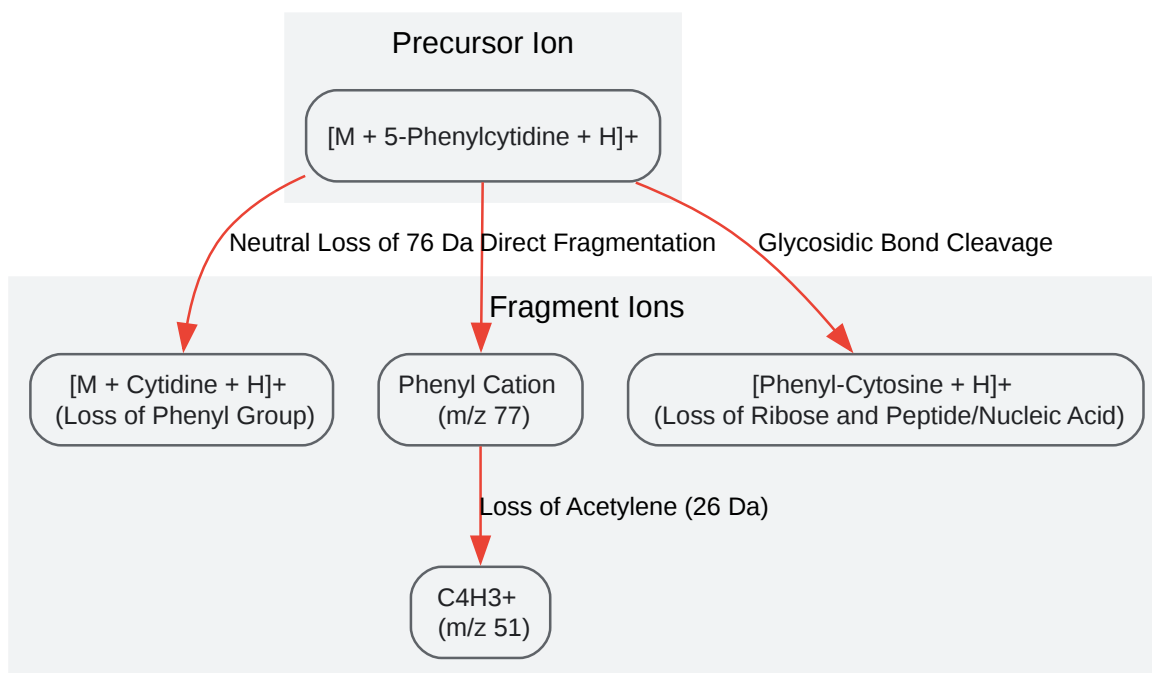 Precursor Ion
[M + 5-Phenylcytidine + H]+
Neutral Loss of 76 Da
Direct Fragmentation
Glycosidic Bond Cleavage
Fragment Ions
[M + Cytidine + H]+
(Loss of Phenyl Group)
Phenyl Cation
(m/z 77)
[Phenyl-Cytosine + H]+
(Loss of Ribose and Peptide/Nucleic Acid)
Loss of Acetylene (26 Da)
C4H3+
(m/z 51)